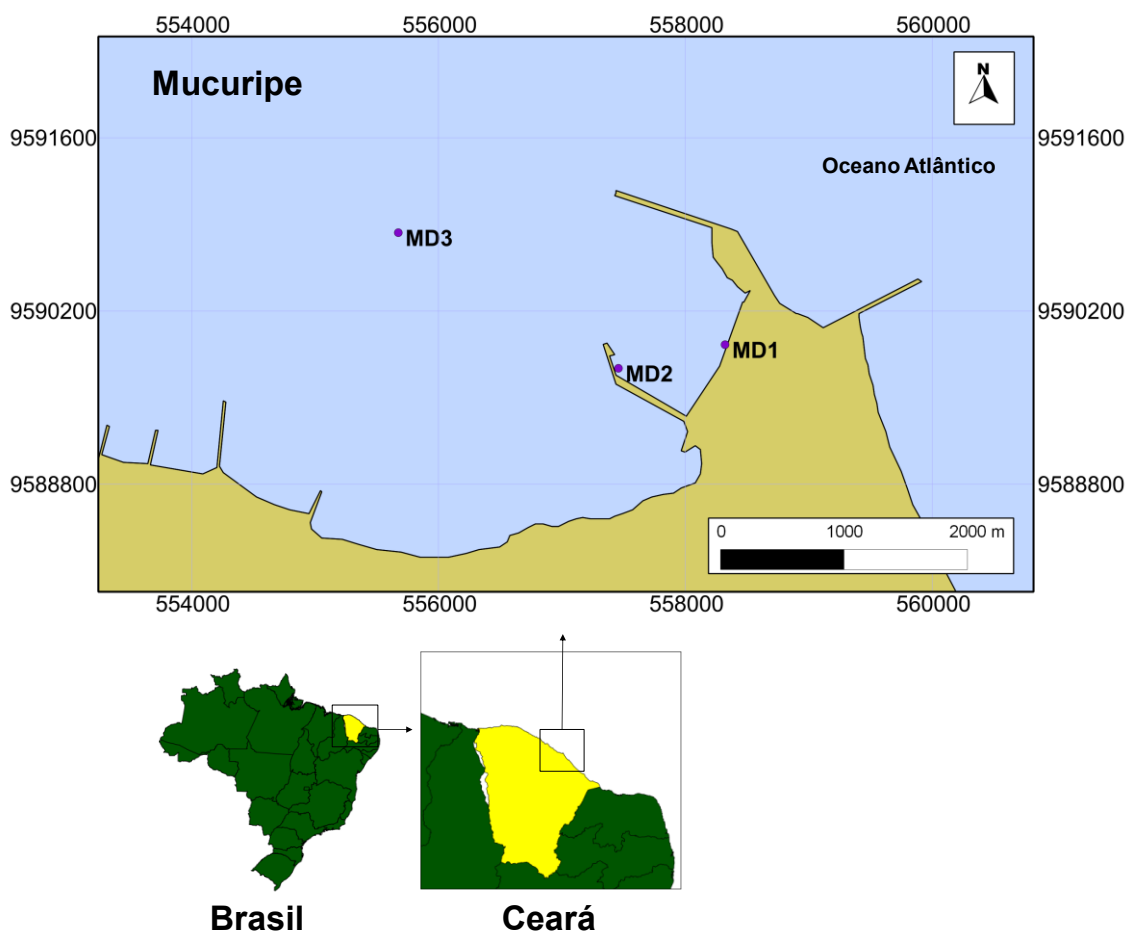 554000 556000 558000 560000
Mucuripe
N
9591600 9591600
Oceano Atlântico
MD3
9590200 9590200
MD1
MD2
9588800 9588800
0 1000 2000 m
554000 556000 558000 560000
Brasil Ceará